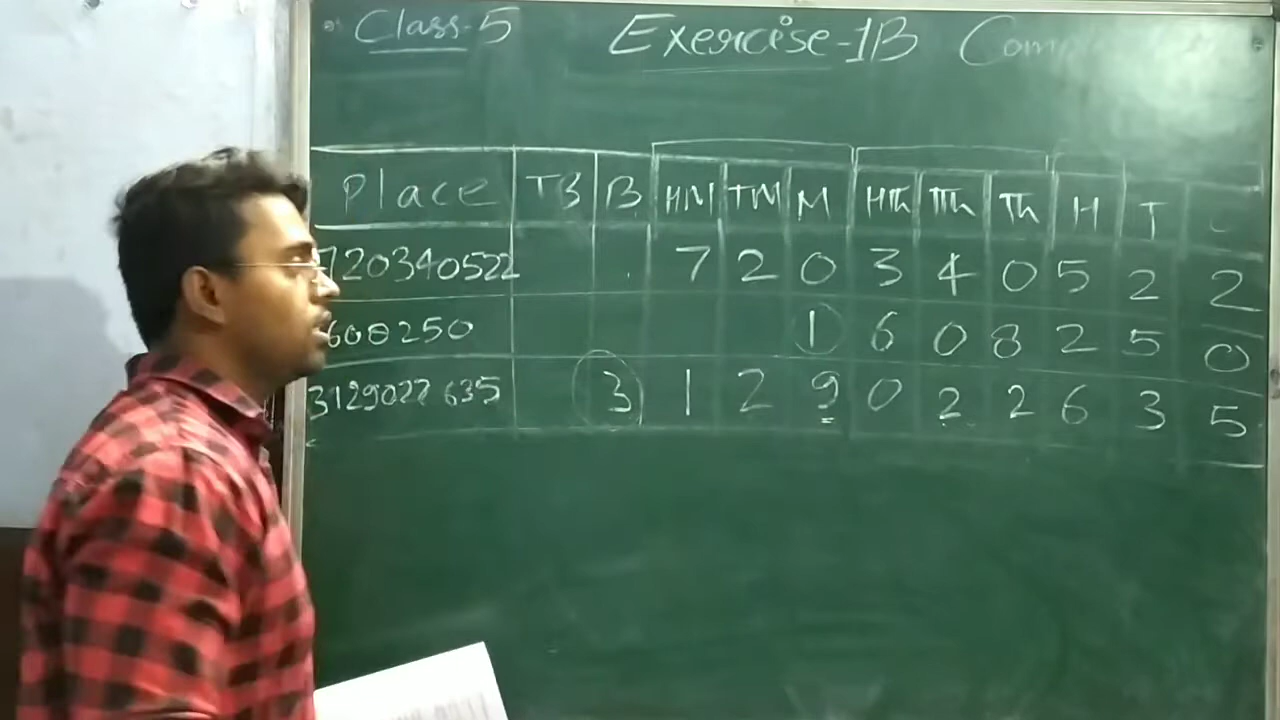 Class-5 Exercise-1B Comp
Place TB B HM TM M HTh TTh Th H T
720340522 7 2 0 3 4 0 5 2 2
608250 1 6 0 8 2 5 0
3129022635 3 1 2 9 0 2 2 6 3 5